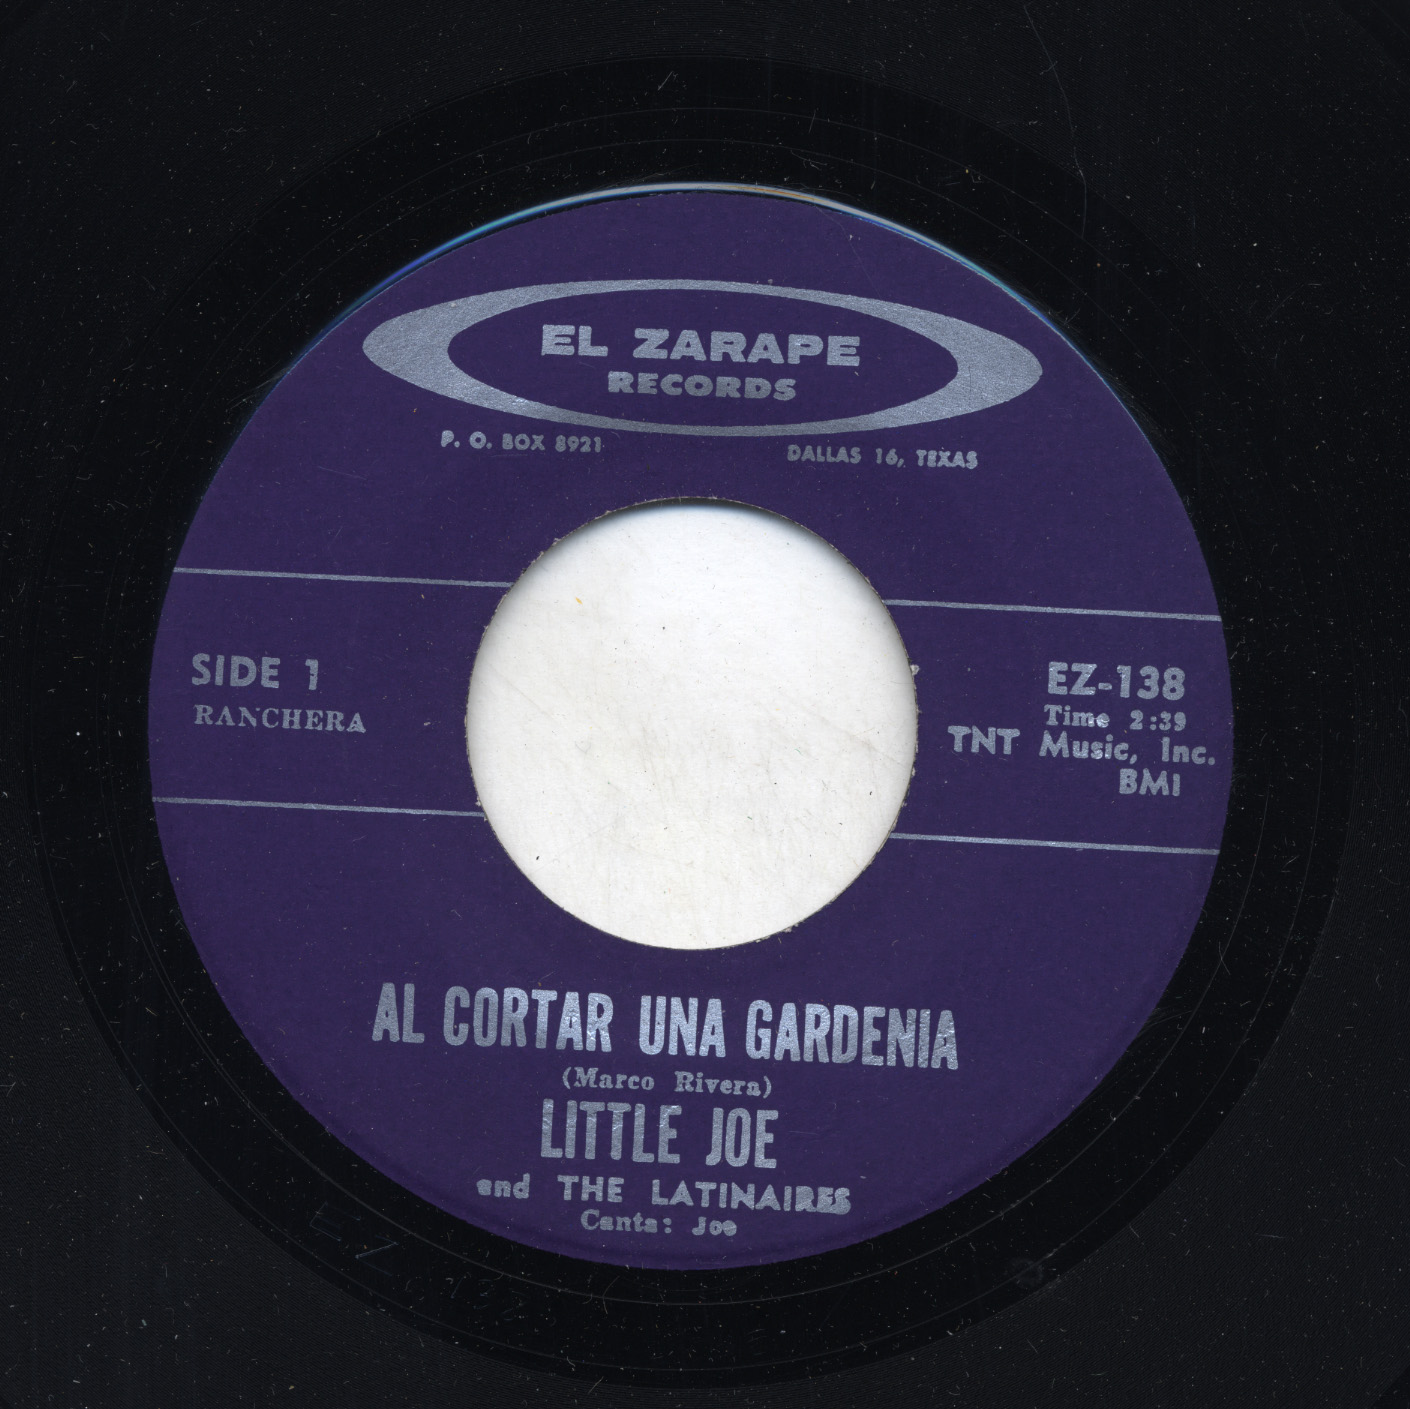 EL ZARAPE
RECORDS
P. O. BOX 8921
DALLAS 16, TEXAS
SIDE 1
RANCHERA
EZ-138
Time 2:39
TNT Music, Inc.
BMI
AL CORTAR UNA GARDENIA
(Marco Rivera)
LITTLE JOE
and THE LATINAIRES
Canta: Joe